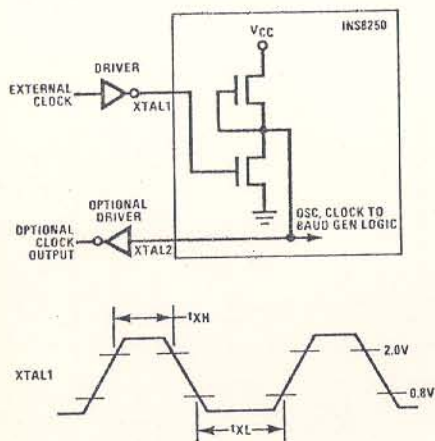 INS8250
VCC
DRIVER
EXTERNAL
CLOCK
XTAL1
OPTIONAL
DRIVER
OSC, CLOCK TO
BAUD GEN LOGIC
OPTIONAL
CLOCK
OUTPUT
XTAL2
tXH
2.0V
XTAL1
0.8V
tXL